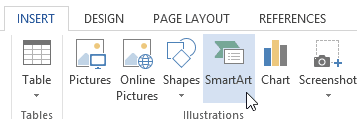 INSERT DESIGN PAGE LAYOUT REFERENCES
Table Pictures Online Pictures Shapes SmartArt Chart Screenshot
Tables Illustrations